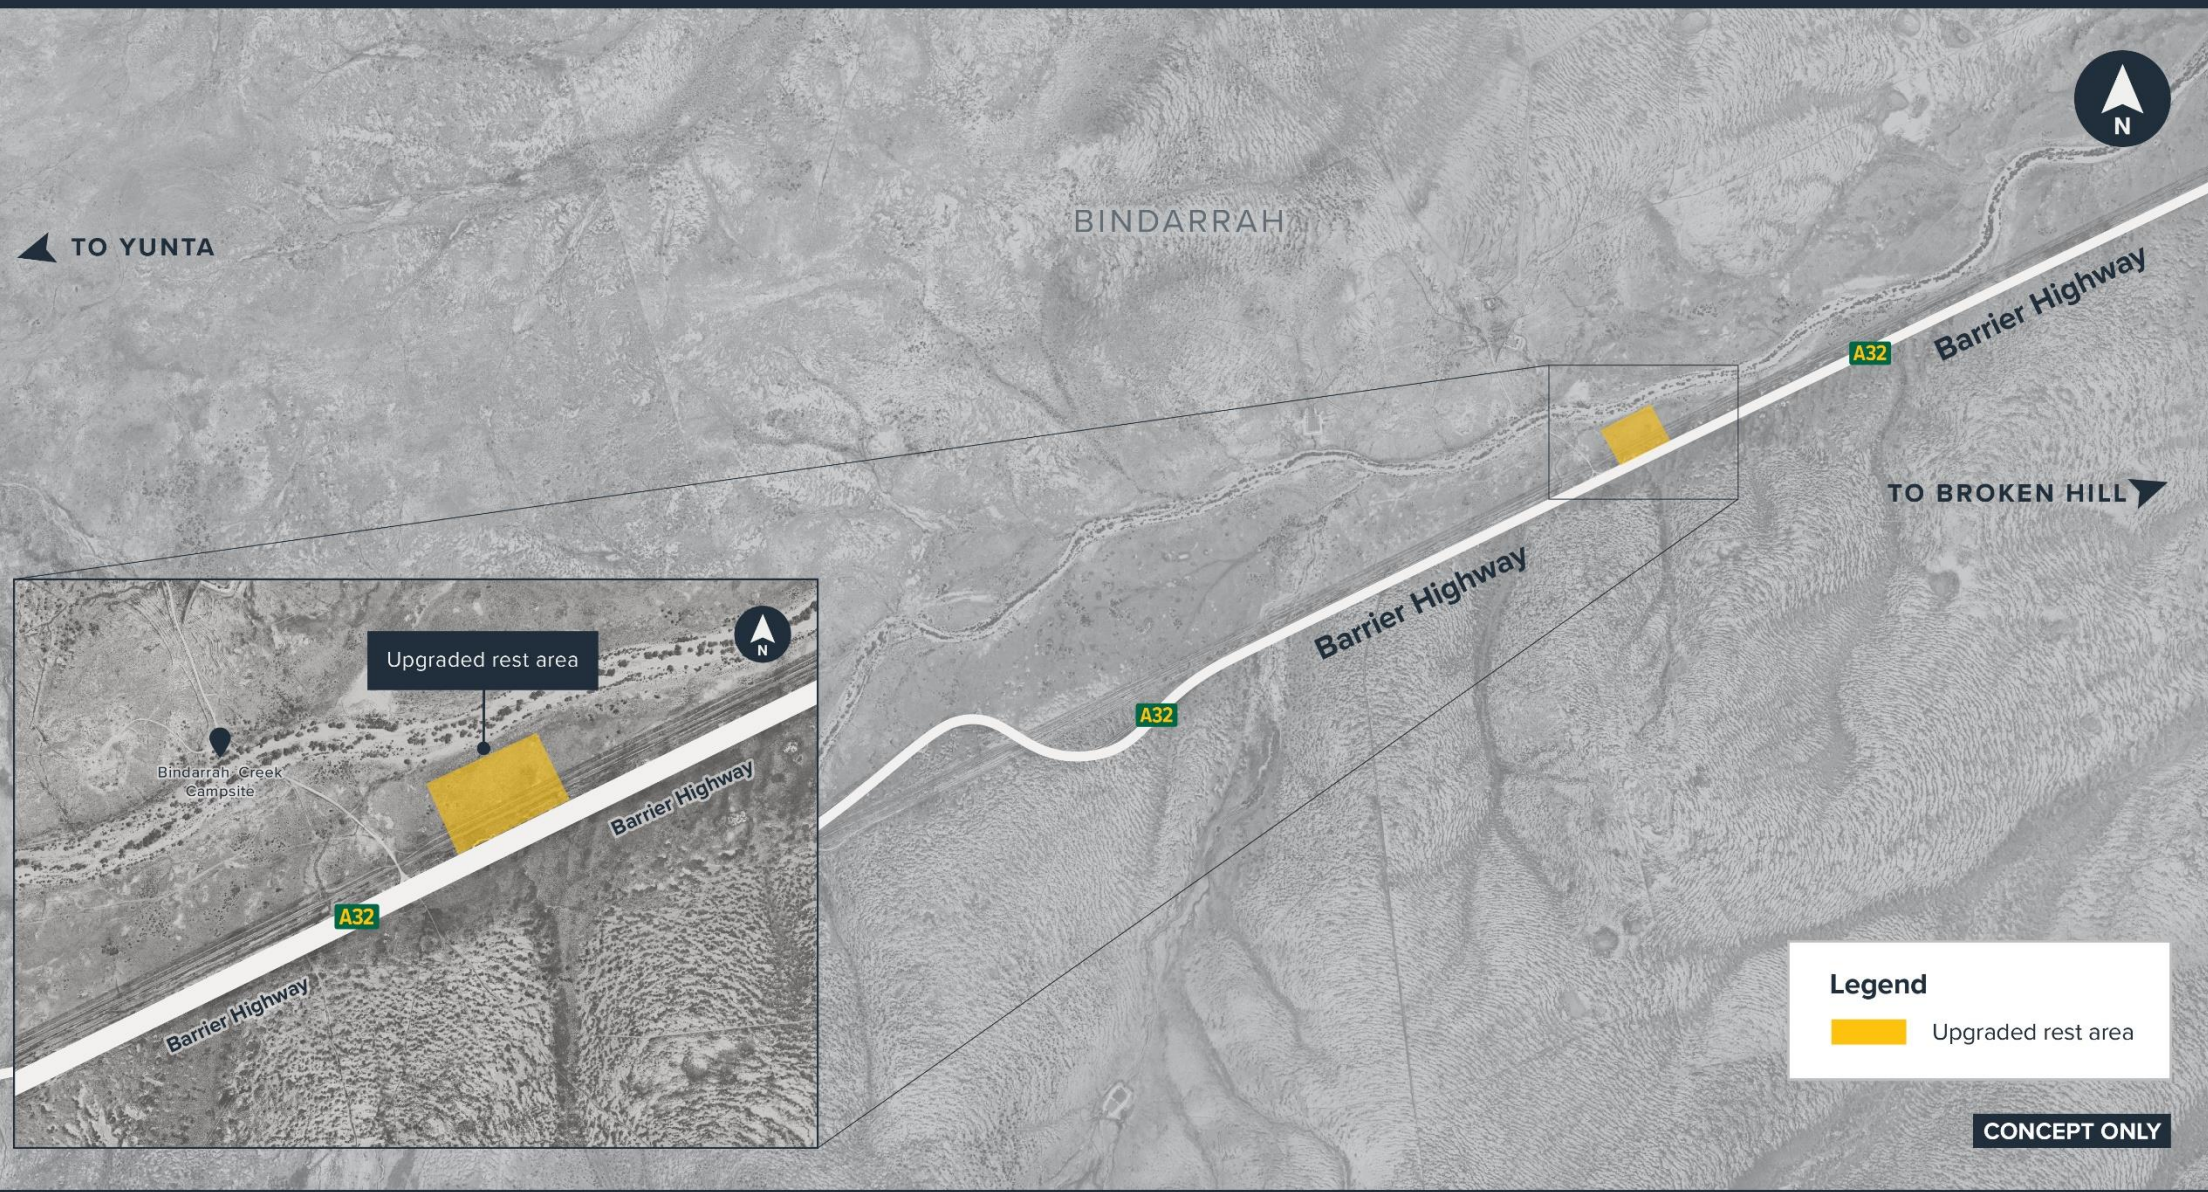 N
BINDARRAH
TO YUNTA
Barrier Highway
A32
TO BROKEN HILL
Barrier Highway
A32
Upgraded rest area
N
Bindarrah Creek
Campsite
Barrier Highway
A32
Barrier Highway
Legend
Upgraded rest area
CONCEPT ONLY